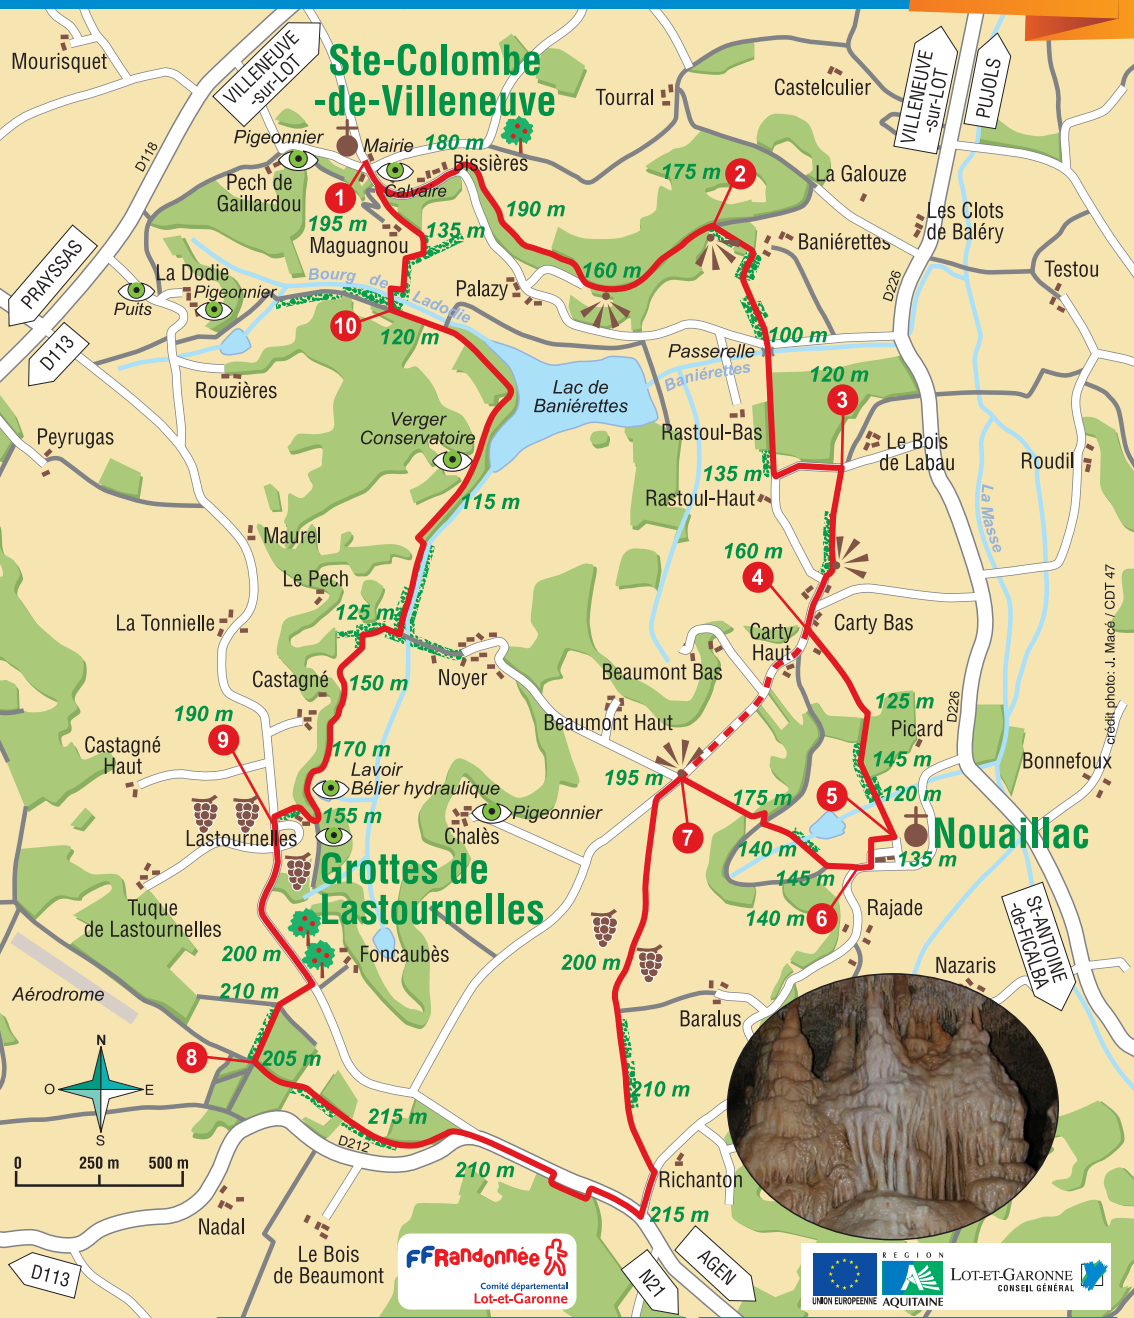 Mourisquet
VILLENEUVE
-sur-LOT
Ste-Colombe
-de-Villeneuve
Tourral
Castelculier
VILLENEUVE
-sur-LOT
PUJOLS
D118
Pigeonnier
Mairie
180 m
Bissières
Pech de
Gaillardou
Calvaire
1
195 m
Maguagnou
135 m
190 m
175 m
2
La Galouze
Les Clots
de Baléry
Baniérettes
Testou
PRAYSSAS
La Dodie
Pigeonnier
Puits
Bourg de Ladodie
Palazy
160 m
D226
D113
10
120 m
100 m
Passerelle
Baniérettes
Rouzières
Lac de
Baniérettes
120 m
3
Peyrugas
Verger
Conservatoire
Rastoul-Bas
Le Bois
de Labau
Roudil
135 m
Rastoul-Haut
115 m
La Masse
Maurel
160 m
4
Le Pech
125 m
La Tonnielle
Carty Bas
Carty
Haut
Castagné
150 m
Noyer
Beaumont Bas
190 m
9
125 m
Picard
D226
Beaumont Haut
Castagné
Haut
170 m
Lavoir
Bélier hydraulique
145 m
Bonnefoux
195 m
175 m
5
120 m
155 m
Pigeonnier
Chalès
Lastournelles
7
140 m
Nouaillac
135 m
Grottes de
Lastournelles
145 m
140 m
6
Rajade
Tuque
de Lastournelles
St-ANTOINE
-de-FICALBA
200 m
Foncaubès
200 m
Nazaris
Aérodrome
210 m
Baralus
8
205 m
N
O
E
S
210 m
215 m
D212
0
250 m
500 m
210 m
Richanton
215 m
Nadal
Le Bois
de Beaumont
D113
N21
AGEN
FFRandonnée
Comité départemental
Lot-et-Garonne
UNION EUROPEENNE
REGION
AQUITAINE
LOT-ET-GARONNE
CONSEIL GÉNÉRAL
crédit photo: J. Macé / CDT 47